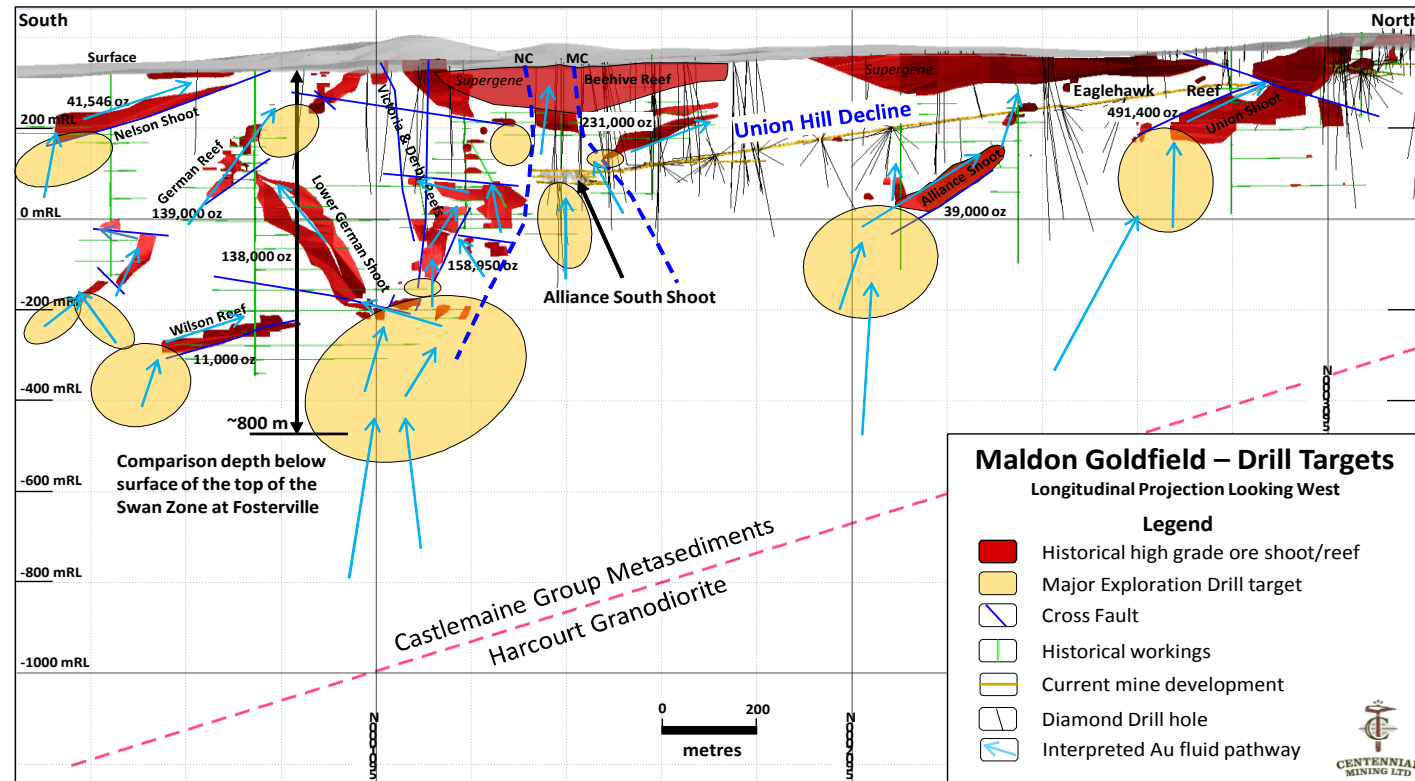 South
North
Surface
NC
MC
Supergene
Beehive Reef
Supergene
Eaglehawk Reef
41,546 oz
Nelson Shoot
200 mRL
Victoria & Derby Reefs
231,000 oz
Union Hill Decline
491,400 oz
Union Shoot
German Reef
139,000 oz
Lower German Shoot
Alliance Shoot
39,000 oz
0 mRL
138,000 oz
158,950 oz
Alliance South Shoot
-200 mRL
Wilson Reef
11,000 oz
-400 mRL
~800 m
Comparison depth below
surface of the top of the
Swan Zone at Fosterville
-600 mRL
-800 mRL
-1000 mRL
Castlemaine Group Metasediments
Harcourt Granodiorite
0
200
metres
Maldon Goldfield – Drill Targets
Longitudinal Projection Looking West
Legend
Historical high grade ore shoot/reef
Major Exploration Drill target
Cross Fault
Historical workings
Current mine development
Diamond Drill hole
Interpreted Au fluid pathway
CENTENNIAL
MINING LTD